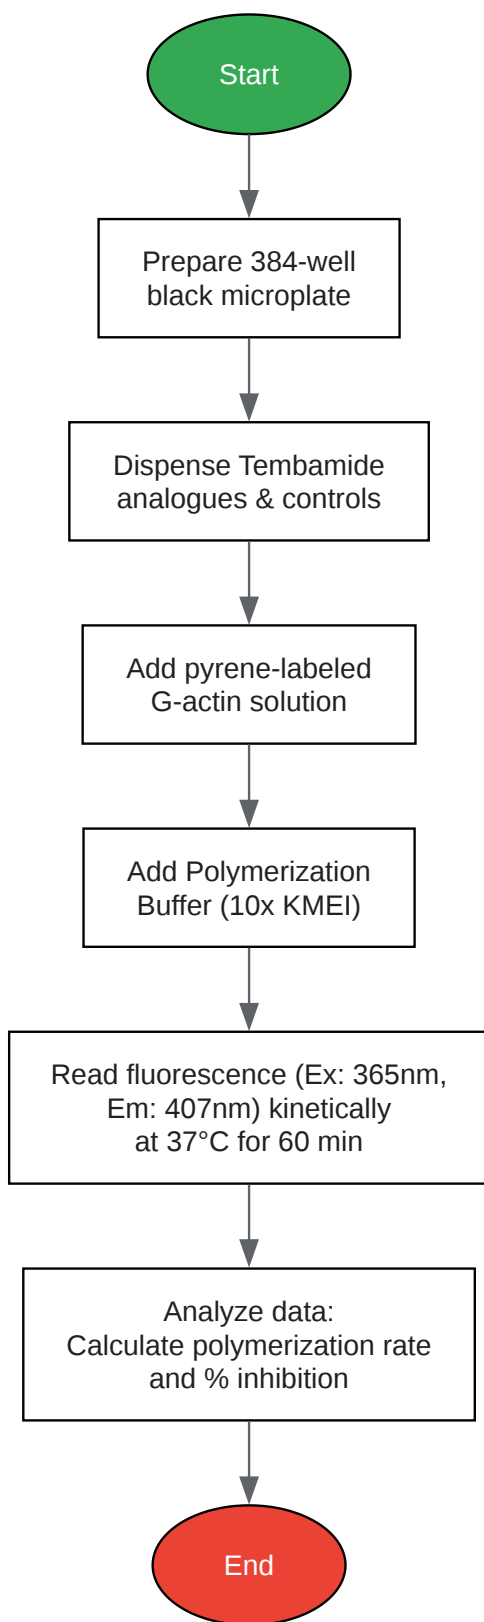 Start
Prepare 384-well
black microplate
Dispense Tembamide
analogues & controls
Add pyrene-labeled
G-actin solution
Add Polymerization
Buffer (10x KMEI)
Read fluorescence (Ex: 365nm,
Em: 407nm) kinetically
at 37°C for 60 min
Analyze data:
Calculate polymerization rate
and % inhibition
End